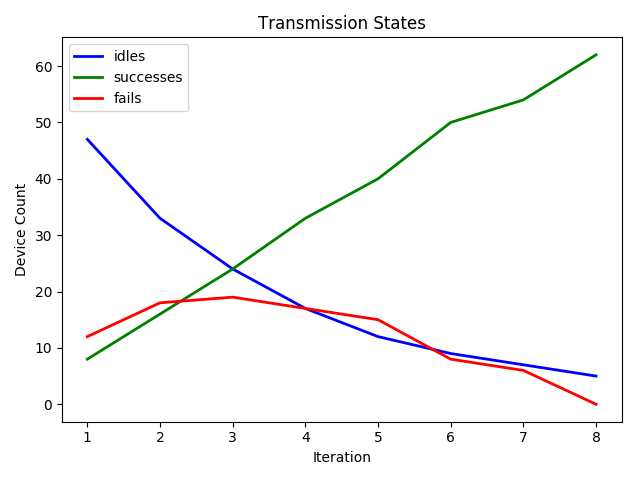 Transmission States
idles
successes
fails
Device Count
60
50
40
30
20
10
0
1 2 3 4 5 6 7 8
Iteration